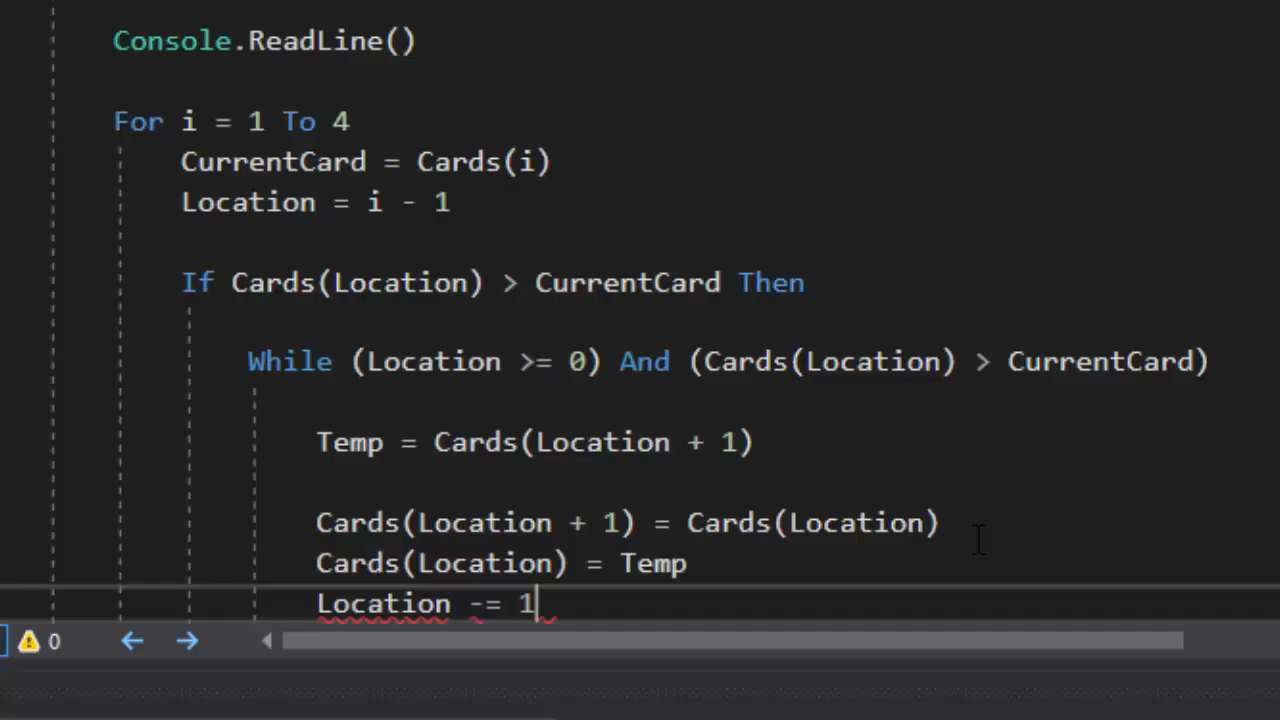 Console.ReadLine()
For i = 1 To 4
CurrentCard = Cards(i)
Location = i - 1
If Cards(Location) > CurrentCard Then
While (Location >= 0) And (Cards(Location) > CurrentCard)
Temp = Cards(Location + 1)
Cards(Location + 1) = Cards(Location)
Cards(Location) = Temp
Location -= 1
0